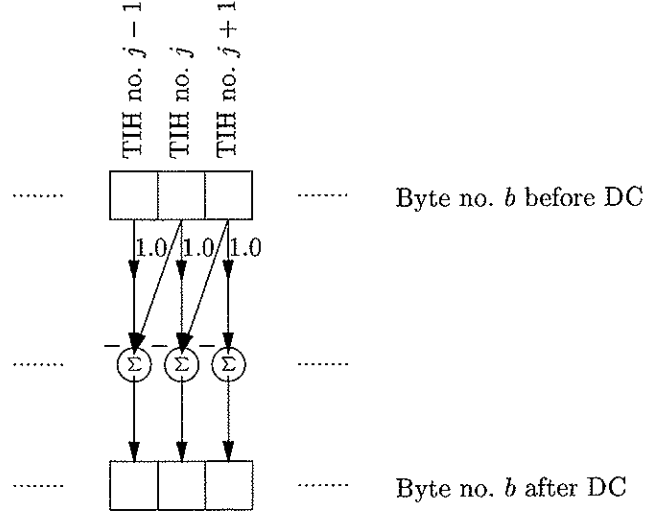 TIH no. j − 1
TIH no. j
TIH no. j + 1
........ ........ Byte no. b before DC
1.0 1.0 1.0
− − −
........ Σ Σ Σ ........
........ ........ Byte no. b after DC